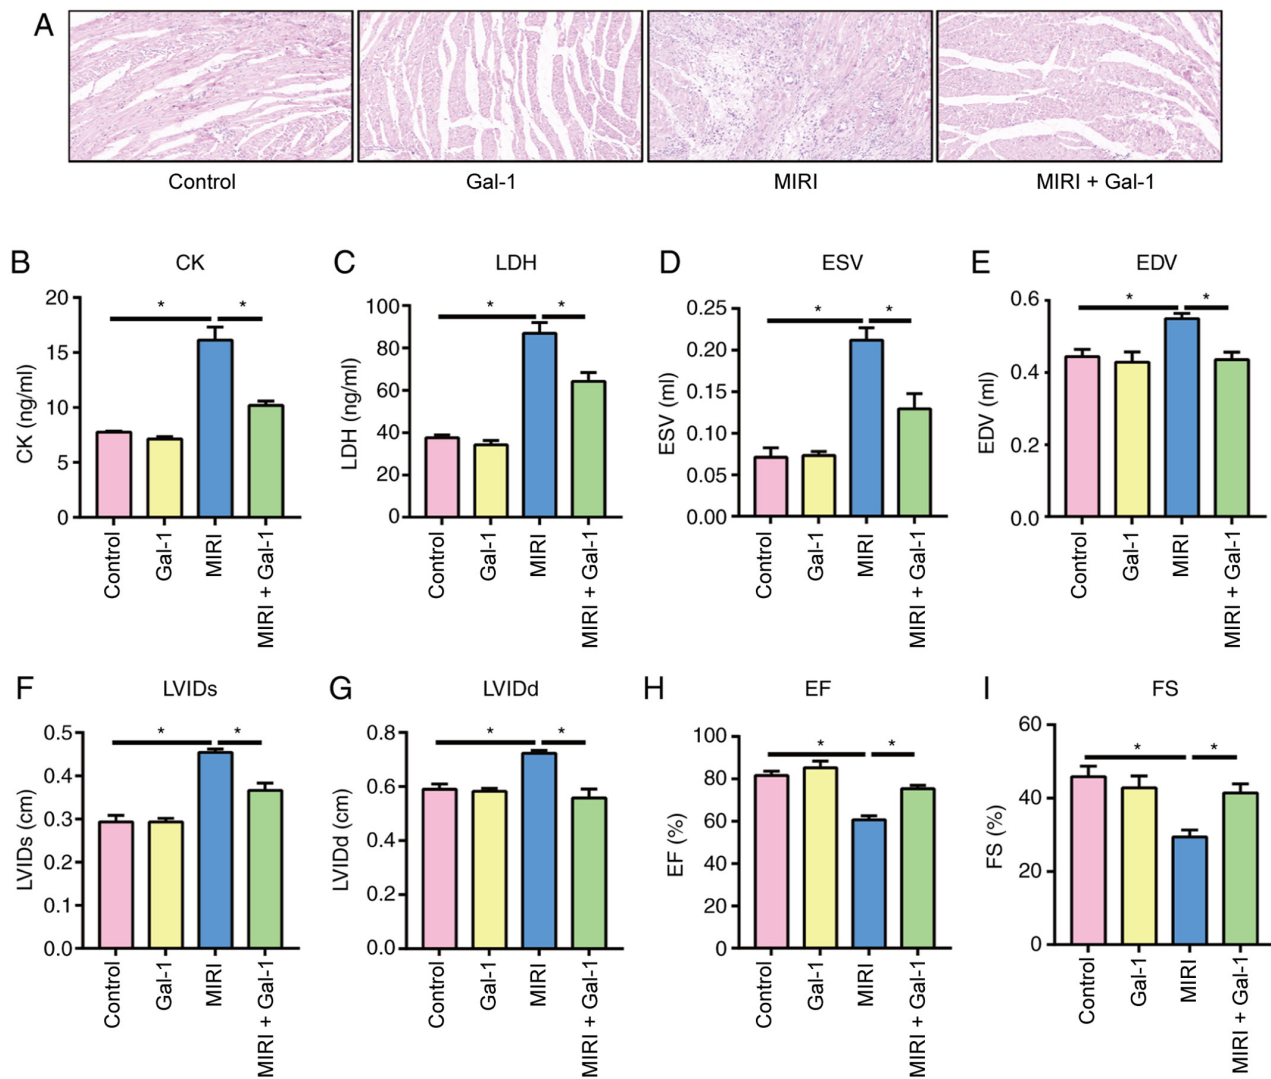 A
Control
Gal-1
MIRI
MIRI + Gal-1
B
CK
CK (ng/ml)
20
15
10
5
0
*
*
Control
Gal-1
MIRI
MIRI + Gal-1
C
LDH
LDH (ng/ml)
100
80
60
40
20
0
*
*
Control
Gal-1
MIRI
MIRI + Gal-1
D
ESV
ESV (ml)
0.25
0.20
0.15
0.10
0.05
0.00
*
*
Control
Gal-1
MIRI
MIRI + Gal-1
E
EDV
EDV (ml)
0.6
0.4
0.2
0.0
*
*
Control
Gal-1
MIRI
MIRI + Gal-1
F
LVIDs
LVIDs (cm)
0.5
0.4
0.3
0.2
0.1
0.0
*
*
Control
Gal-1
MIRI
MIRI + Gal-1
G
LVIDd
LVIDd (cm)
0.8
0.6
0.4
0.2
0.0
*
*
Control
Gal-1
MIRI
MIRI + Gal-1
H
EF
EF (%)
100
80
60
40
20
0
*
*
Control
Gal-1
MIRI
MIRI + Gal-1
I
FS
FS (%)
60
40
20
0
*
*
Control
Gal-1
MIRI
MIRI + Gal-1